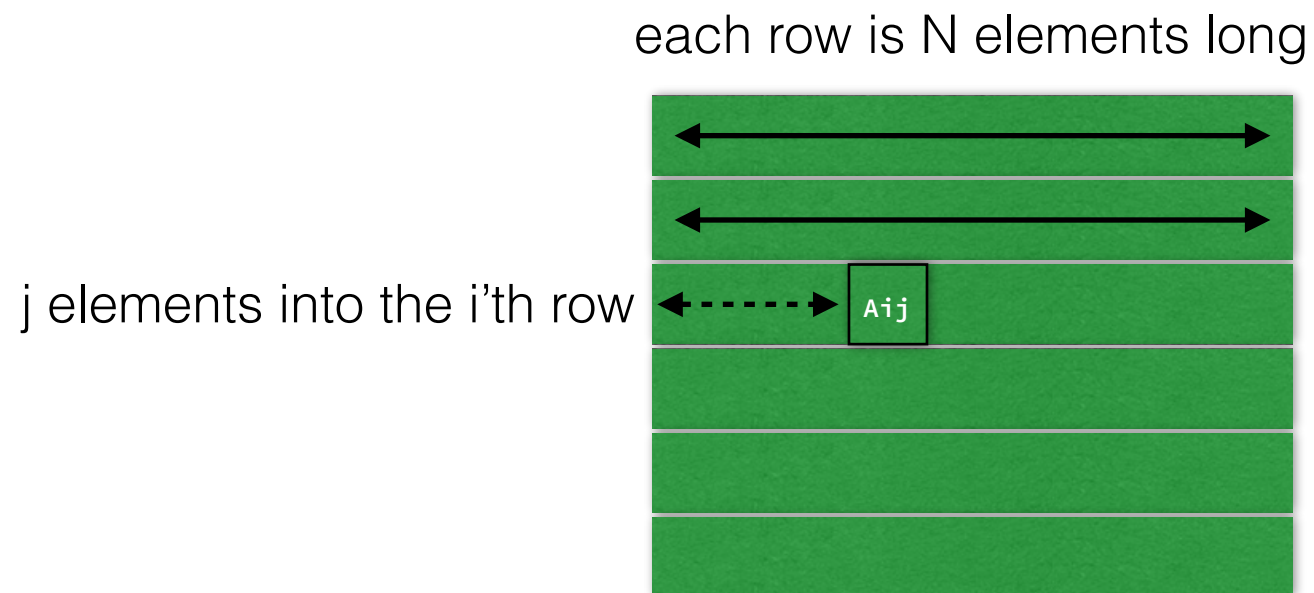 each row is N elements long
j elements into the i’th row
Aij